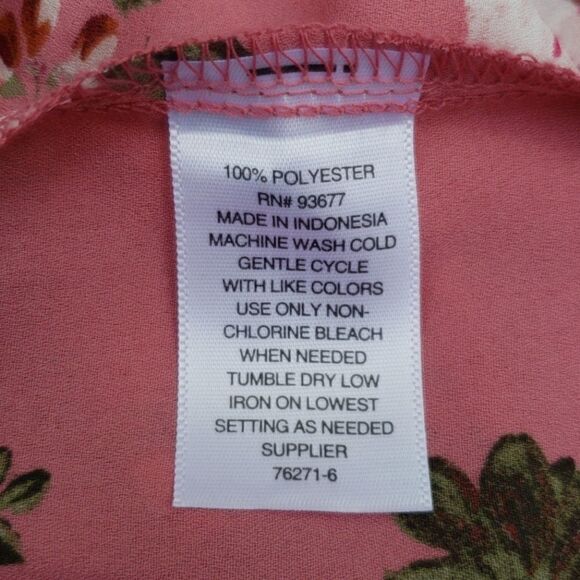 100% POLYESTER
RN# 93677
MADE IN INDONESIA
MACHINE WASH COLD
GENTLE CYCLE
WITH LIKE COLORS
USE ONLY NON-
CHLORINE BLEACH
WHEN NEEDED
TUMBLE DRY LOW
IRON ON LOWEST
SETTING AS NEEDED
SUPPLIER
76271-6